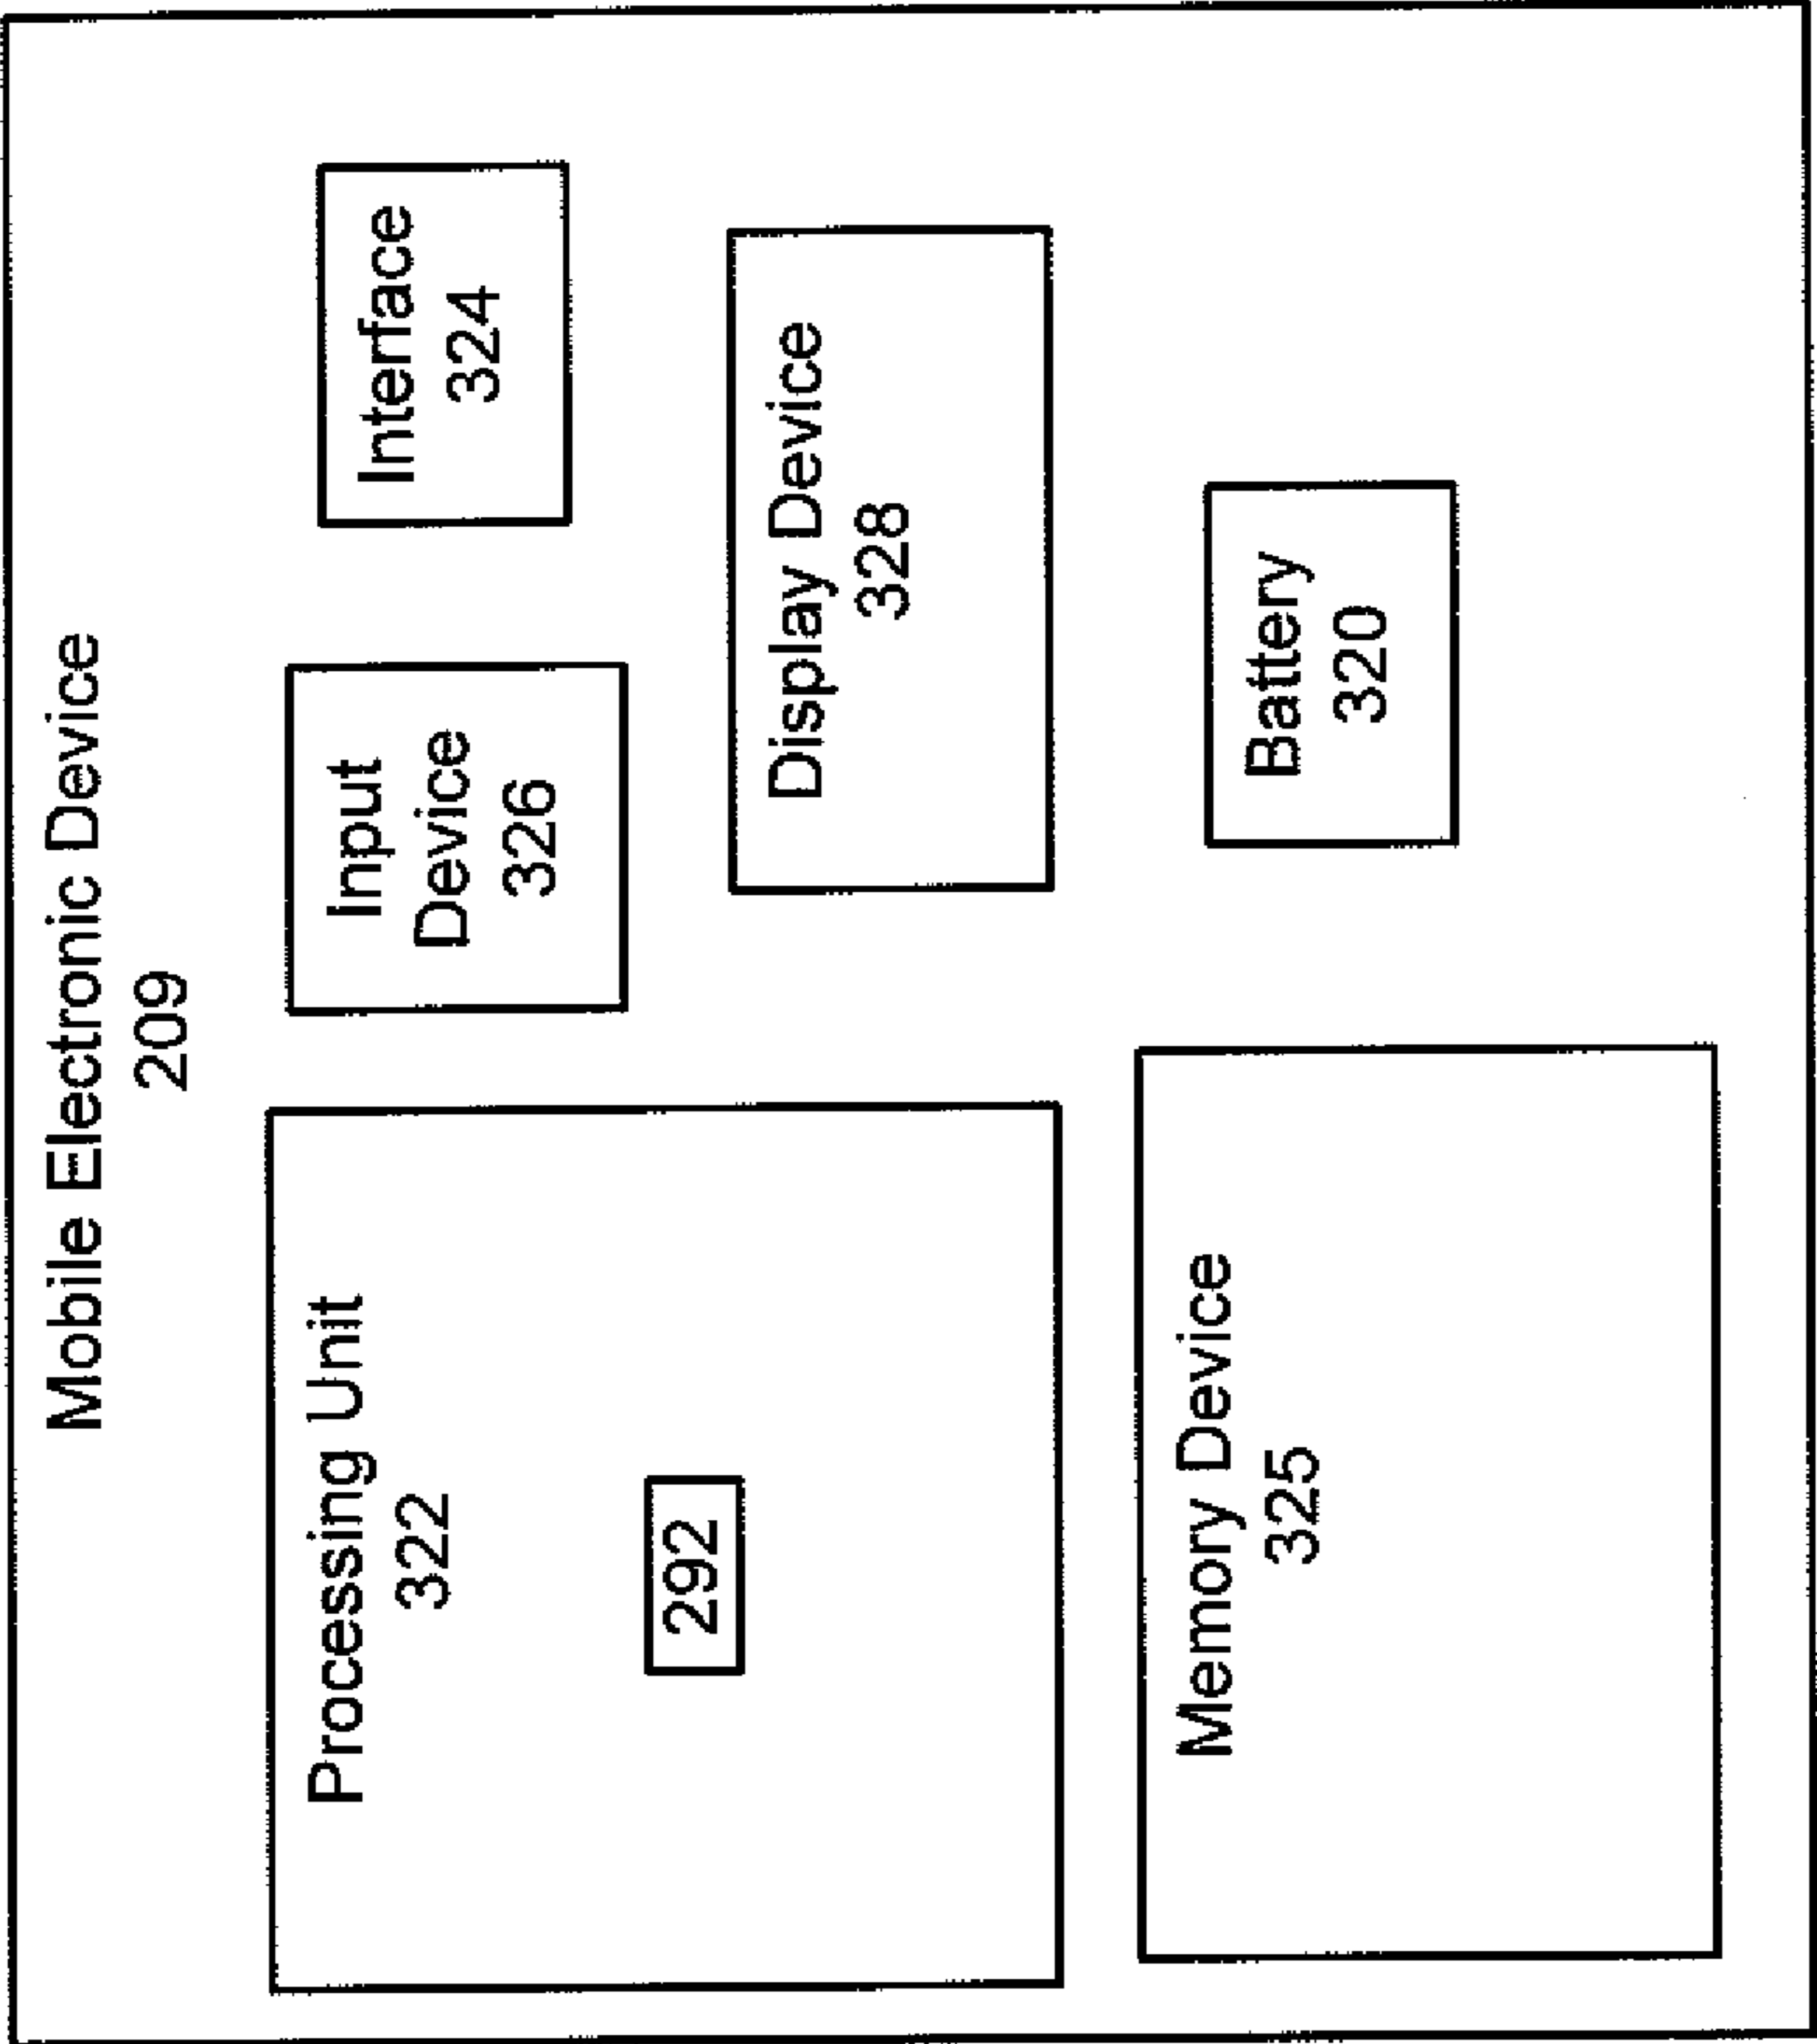 Mobile Electronic Device
209
Processing Unit
322
292
Input
Device
326
Interface
324
Display Device
328
Memory Device
325
Battery
320